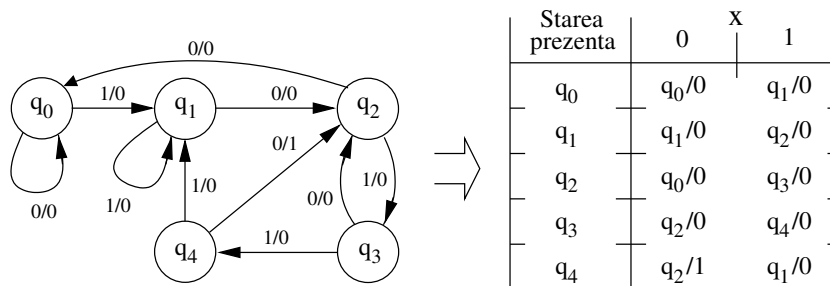 0/0
q0 1/0 q1 0/0 q2
0/1
0/0 1/0 1/0 0/0 1/0
q4 1/0 q3
Starea x
prezenta 0 1
q0 q0/0 q1/0
q1 q1/0 q2/0
q2 q0/0 q3/0
q3 q2/0 q4/0
q4 q2/1 q1/0